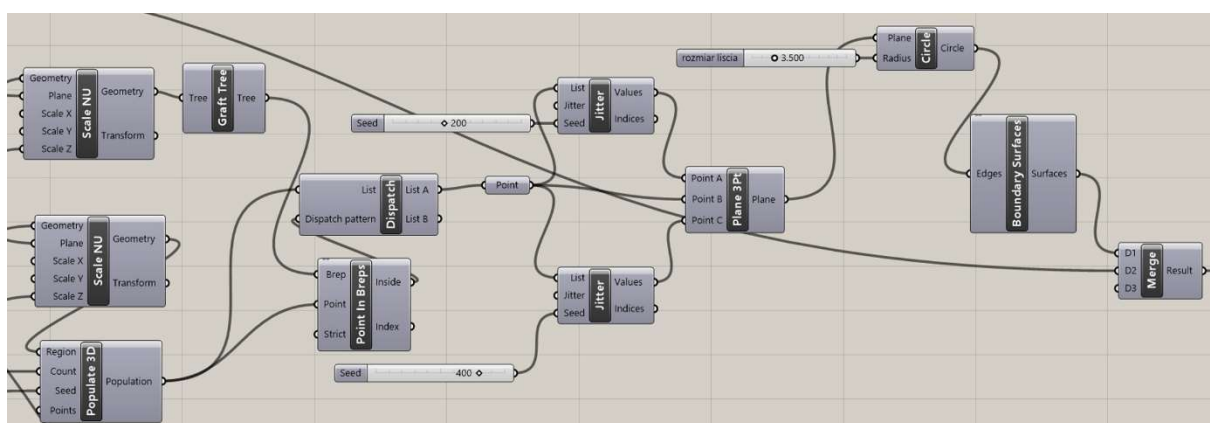 Geometry
Plane
Scale X
Scale Y
Scale Z
Scale NU
Geometry
Transform
Tree
Graft Tree
Tree
Geometry
Plane
Scale X
Scale Y
Scale Z
Scale NU
Geometry
Transform
Region
Count
Seed
Points
Populate 3D
Population
List
Dispatch pattern
Dispatch
List A
List B
Brep
Point
Strict
Point In Breps
Inside
Index
Seed
200
Seed
400
Point
List
Jitter
Seed
Jitter
Values
Indices
List
Jitter
Seed
Jitter
Values
Indices
rozmiar liscia
3.500
Point A
Point B
Point C
Plane 3Pt
Plane
Plane
Radius
Circle
Circle
Edges
Boundary Surfaces
Surfaces
D1
D2
D3
Merge
Result